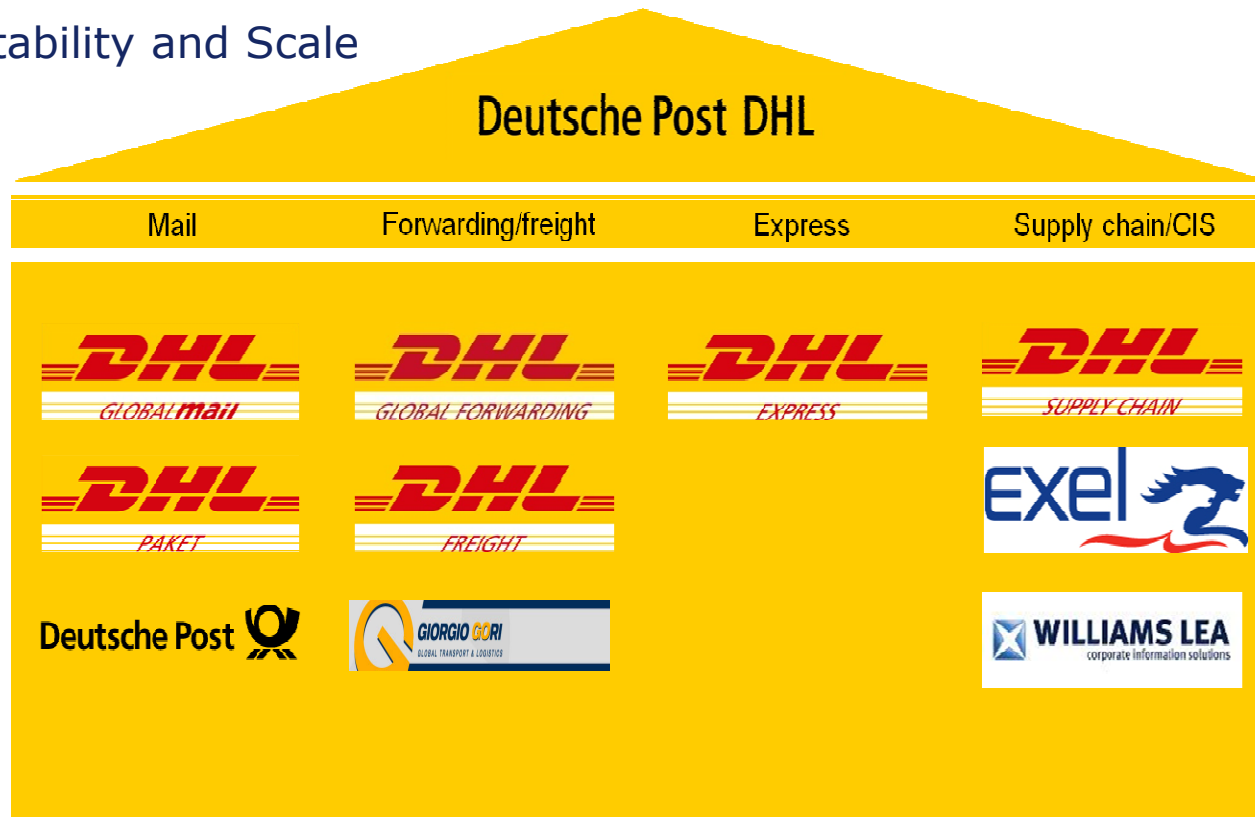 tability and Scale
Deutsche Post DHL
Mail Forwarding/freight Express Supply chain/CIS
DHL DHL DHL DHL
GLOBALmail GLOBAL FORWARDING EXPRESS SUPPLY CHAIN
DHL DHL EXel
PAKET FREIGHT
Deutsche Post GIORGIO GORI WILLIAMS LEA
GLOBAL TRANSPORT & LOGISTICS corporate information solutions